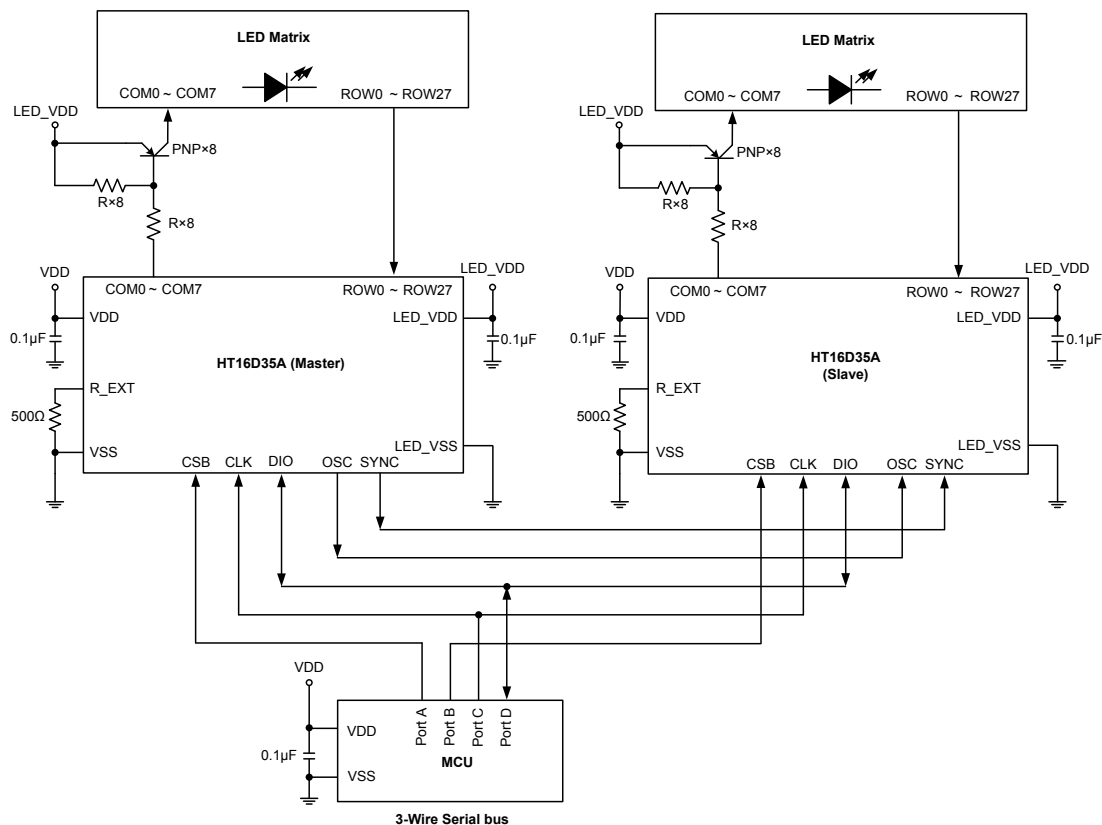 LED Matrix
COM0 ~ COM7
ROW0 ~ ROW27
LED_VDD
PNP×8
R×8
R×8
VDD
LED_VDD
COM0 ~ COM7
ROW0 ~ ROW27
VDD
LED_VDD
0.1μF
0.1μF
HT16D35A (Master)
R_EXT
500Ω
VSS
LED_VSS
CSB CLK DIO OSC SYNC
LED Matrix
COM0 ~ COM7
ROW0 ~ ROW27
LED_VDD
PNP×8
R×8
R×8
VDD
LED_VDD
COM0 ~ COM7
ROW0 ~ ROW27
VDD
LED_VDD
0.1μF
0.1μF
HT16D35A
(Slave)
R_EXT
500Ω
VSS
LED_VSS
CSB CLK DIO OSC SYNC
VDD
Port A
Port B
Port C
Port D
VDD
0.1μF
MCU
VSS
3-Wire Serial bus